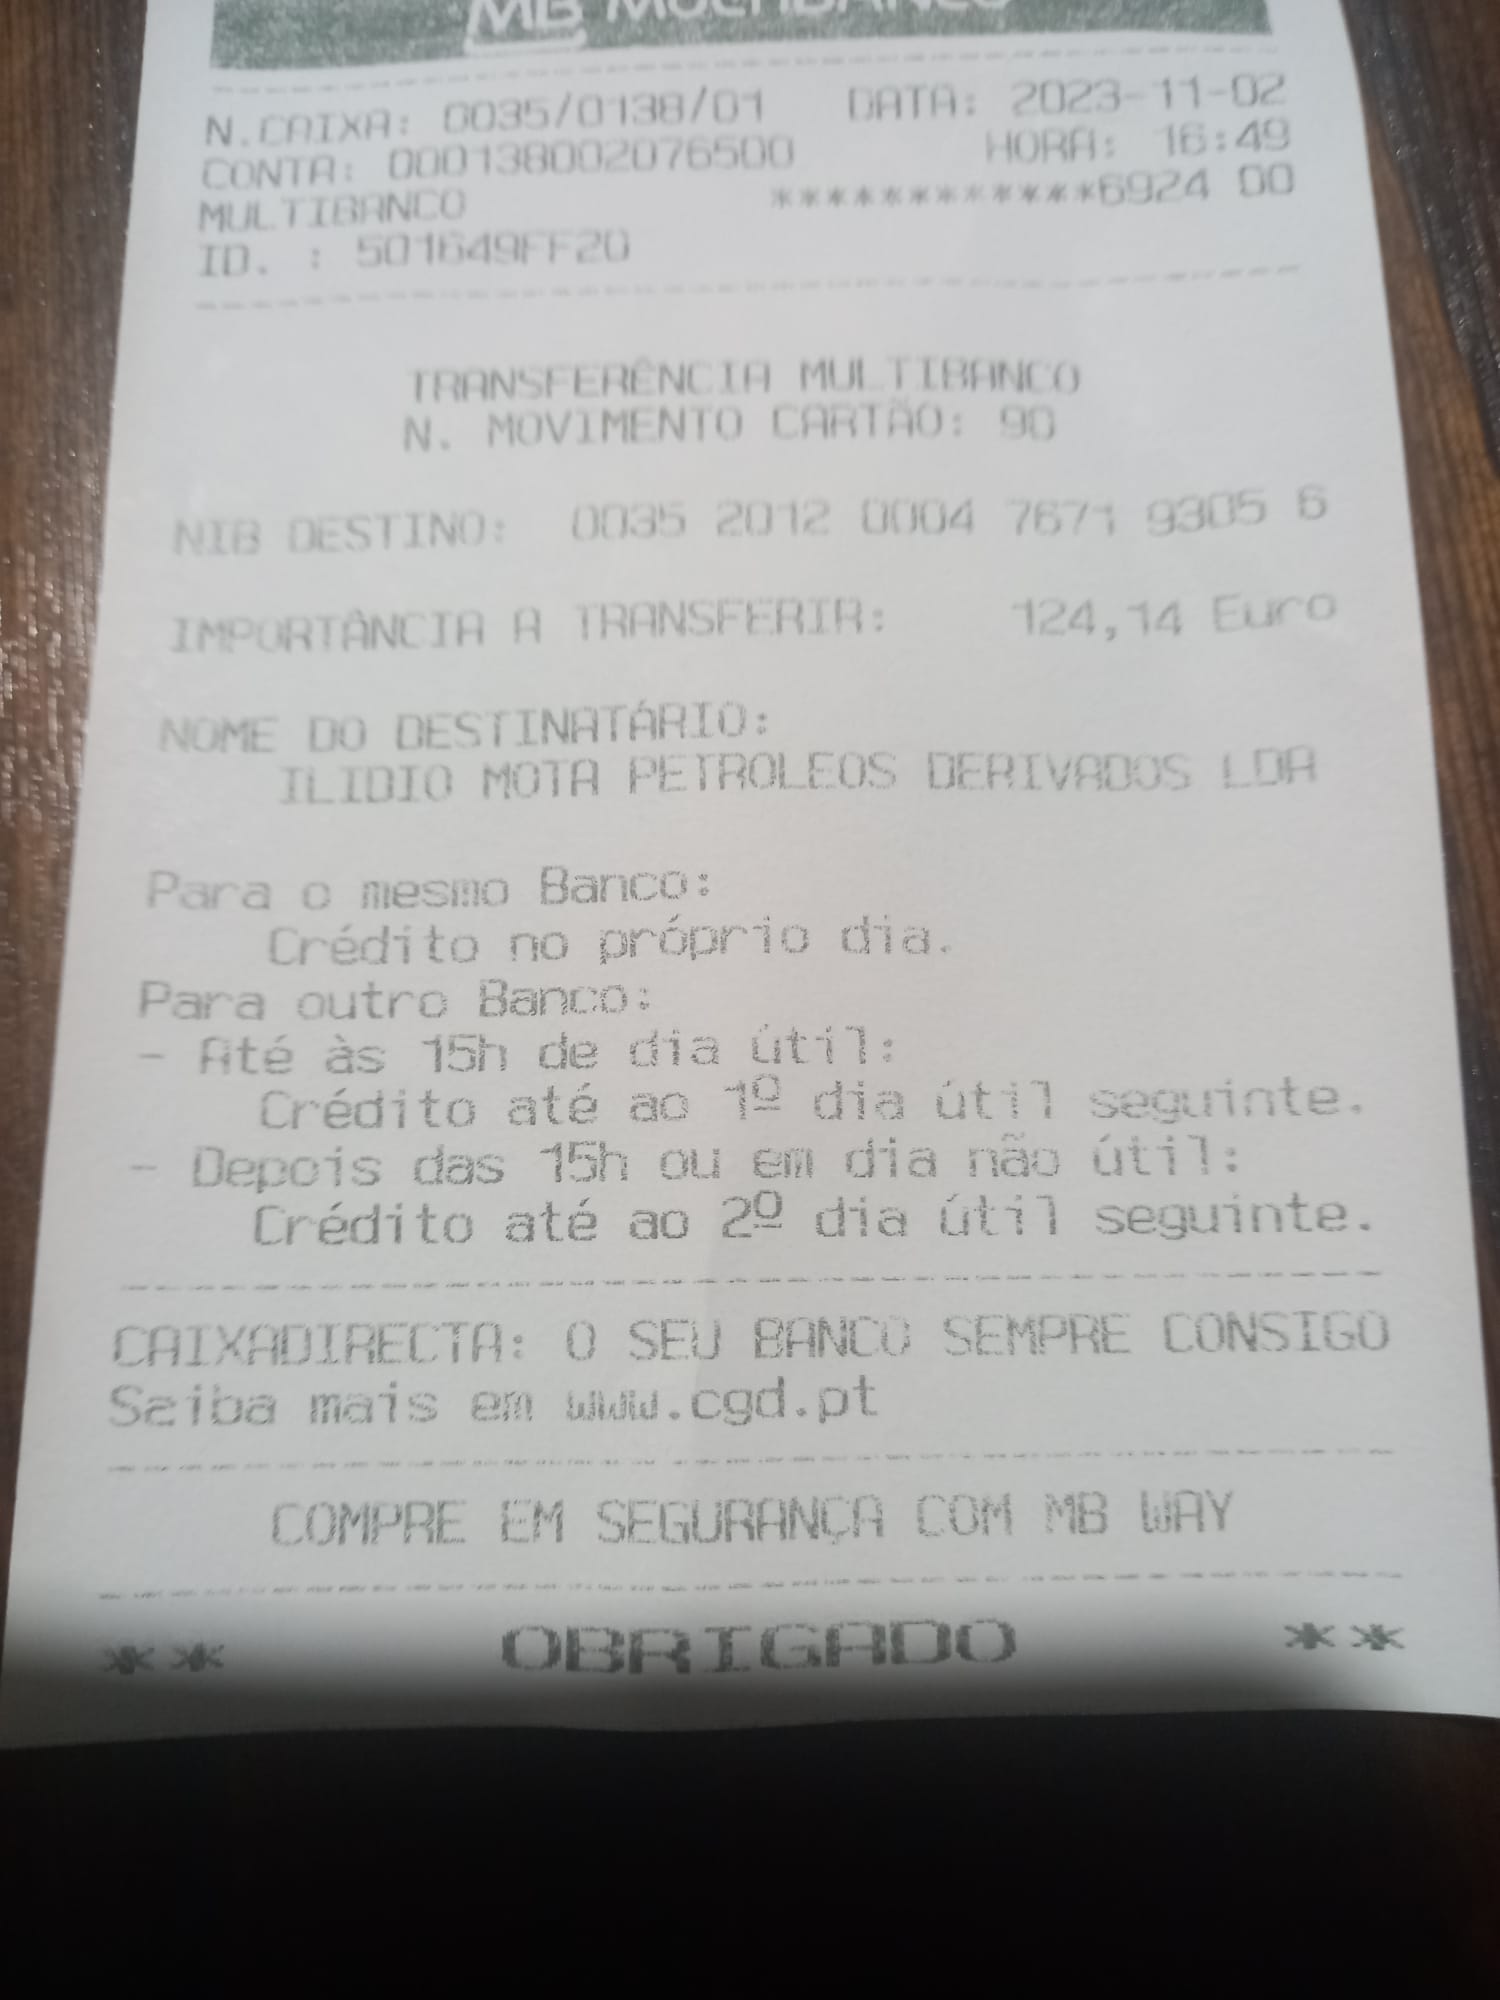 MB MULTIBANCO
N.CAIXA: 0035/0138/01 DATA: 2023-11-02
CONTA: 000138002076500 HORA: 16:49
MULTIBANCO ************6924 00
ID. : 501649FF20
TRANSFERÊNCIA MULTIBANCO
N. MOVIMENTO CARTÃO: 90
NIB DESTINO: 0035 2012 0004 7671 9305 6
IMPORTÂNCIA A TRANSFERIR: 124,14 Euro
NOME DO DESTINATÁRIO:
ILIDIO MOTA PETROLEOS DERIVADOS LDA
Para o mesmo Banco:
Crédito no próprio dia.
Para outro Banco:
- Até às 15h de dia útil:
Crédito até ao 1º dia útil seguinte.
- Depois das 15h ou em dia não útil:
Crédito até ao 2º dia útil seguinte.
CAIXADIRECTA: O SEU BANCO SEMPRE CONSIGO
Saiba mais em www.cgd.pt
COMPRE EM SEGURANÇA COM MB WAY
** OBRIGADO **